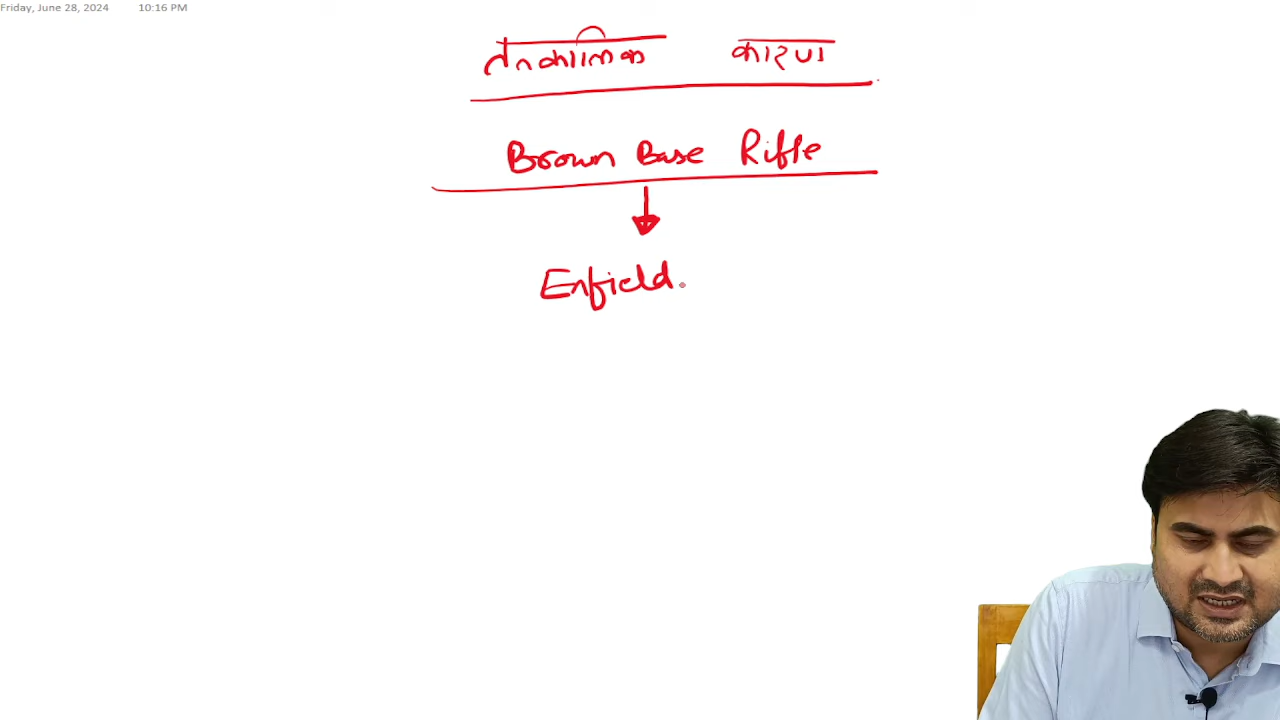 Friday, June 28, 2024 10:16 PM
तत्कालिक कारण
Brown Base Rifle
Enfield.